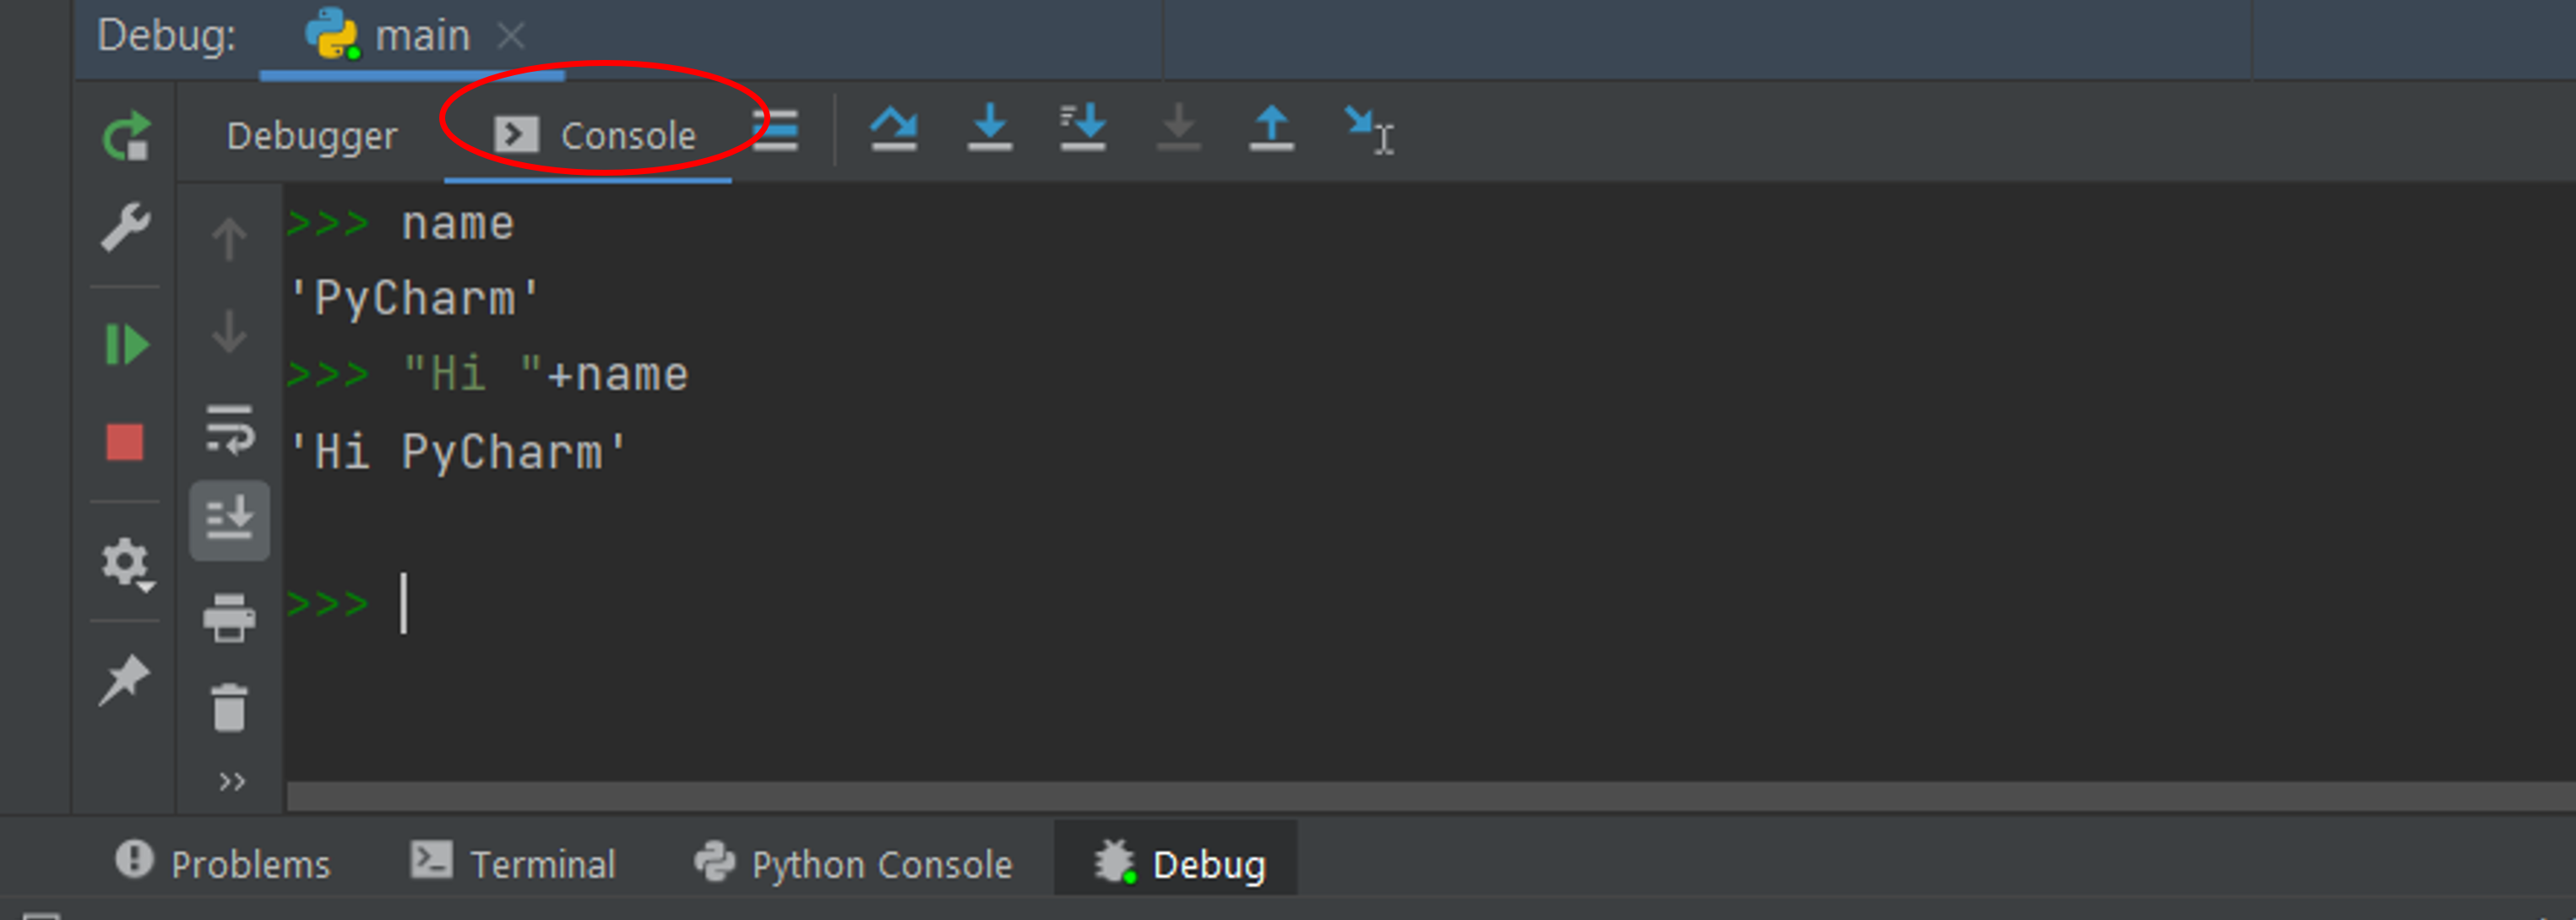 Debug: main
Debugger Console
>>> name
'PyCharm'
>>> "Hi "+name
'Hi PyCharm'
>>>
Problems Terminal Python Console Debug